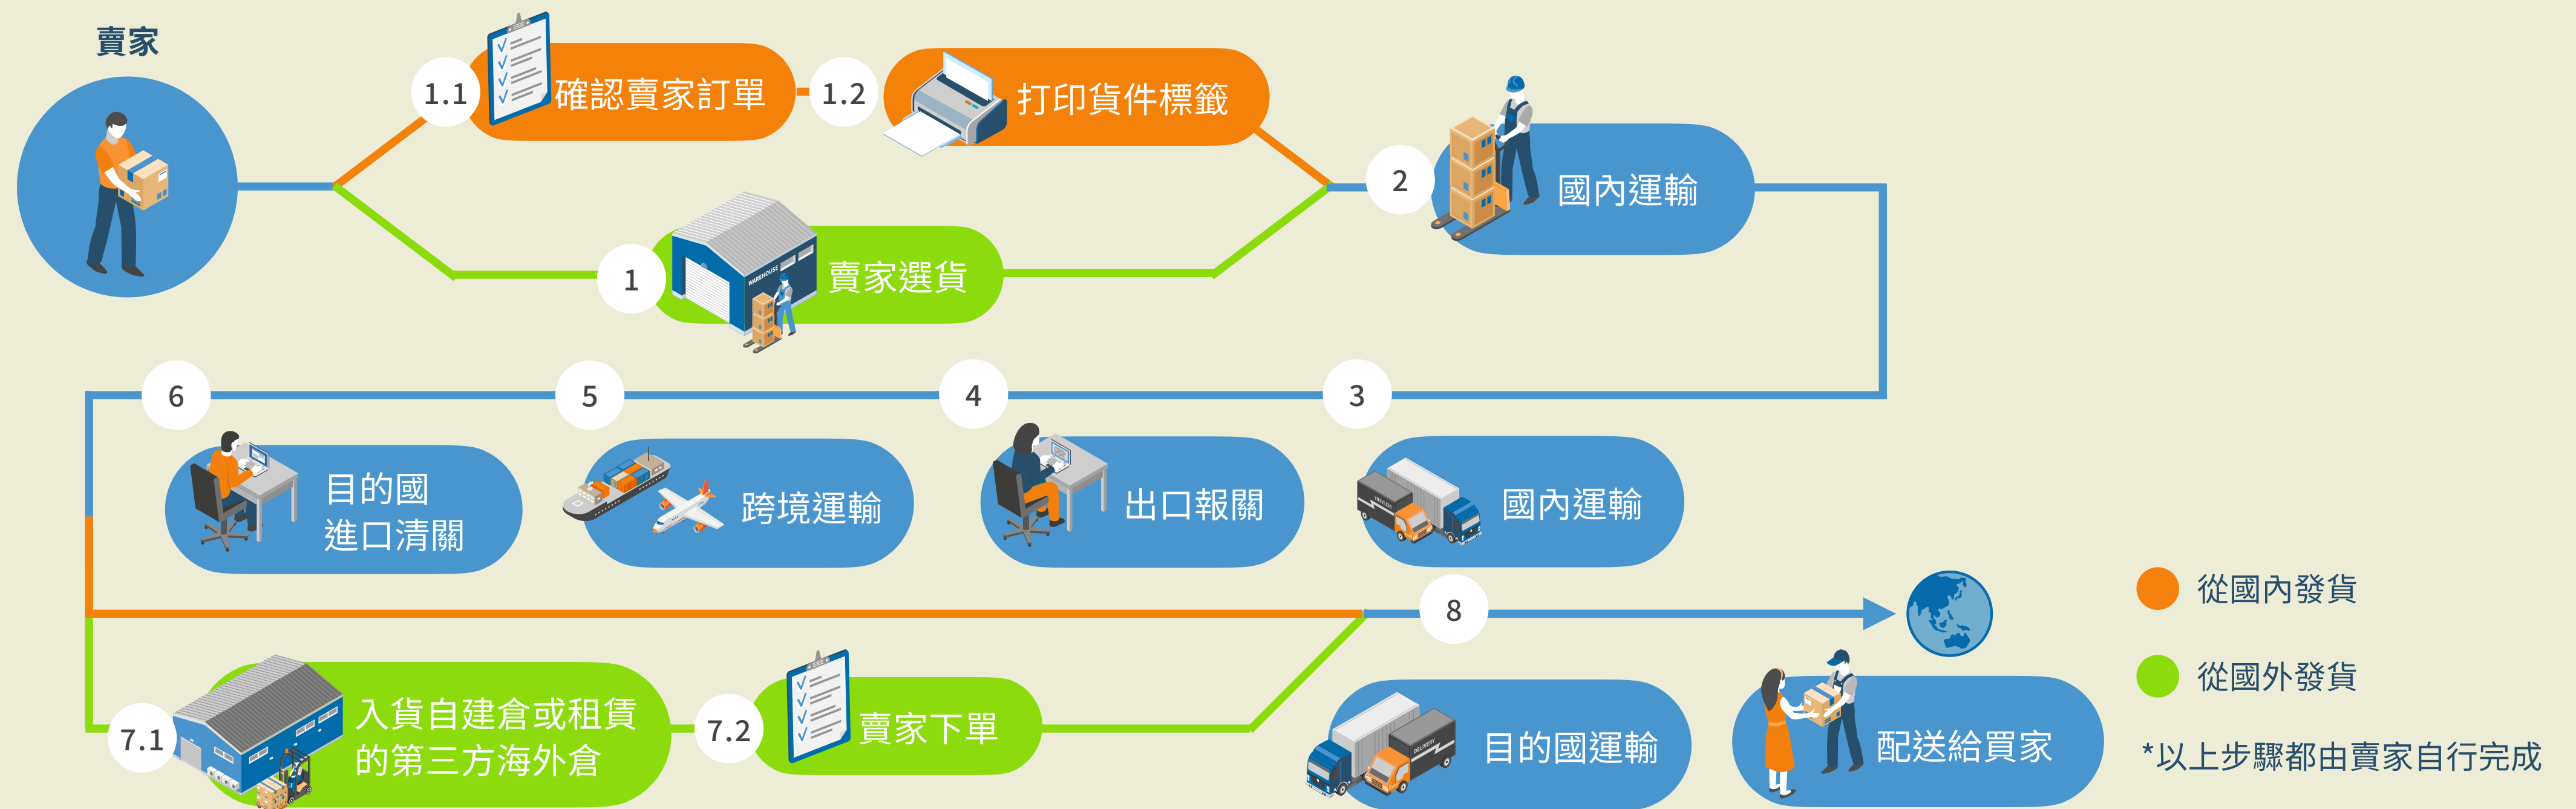 賣家
1.1
確認賣家訂單
1.2
打印貨件標籤
2
國內運輸
1
WAREHOUSE
賣家選货
6
5
4
3
目的國
進口清關
跨境運輸
出口報關
國內運輸
8
從國內發貨
從國外發貨
7.1
入貨自建倉或租賃
的第三方海外倉
7.2
賣家下單
DELIVERY
目的國運輸
配送給買家
*以上步驟都由賣家自行完成